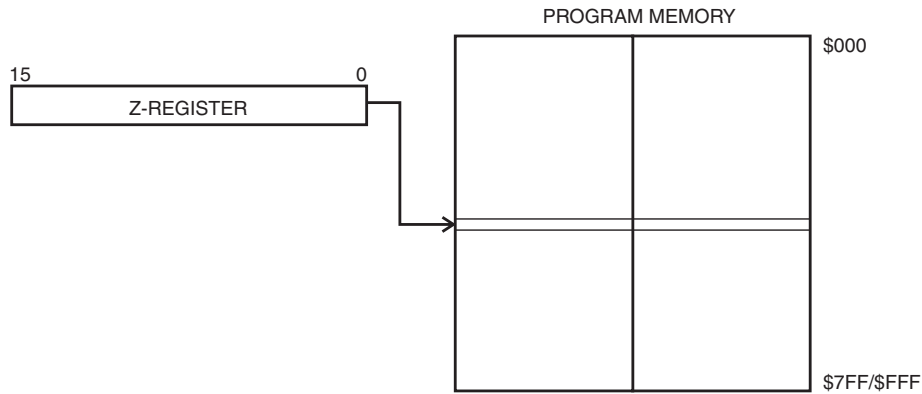 PROGRAM MEMORY
$000
15 0
Z-REGISTER
$7FF/$FFF